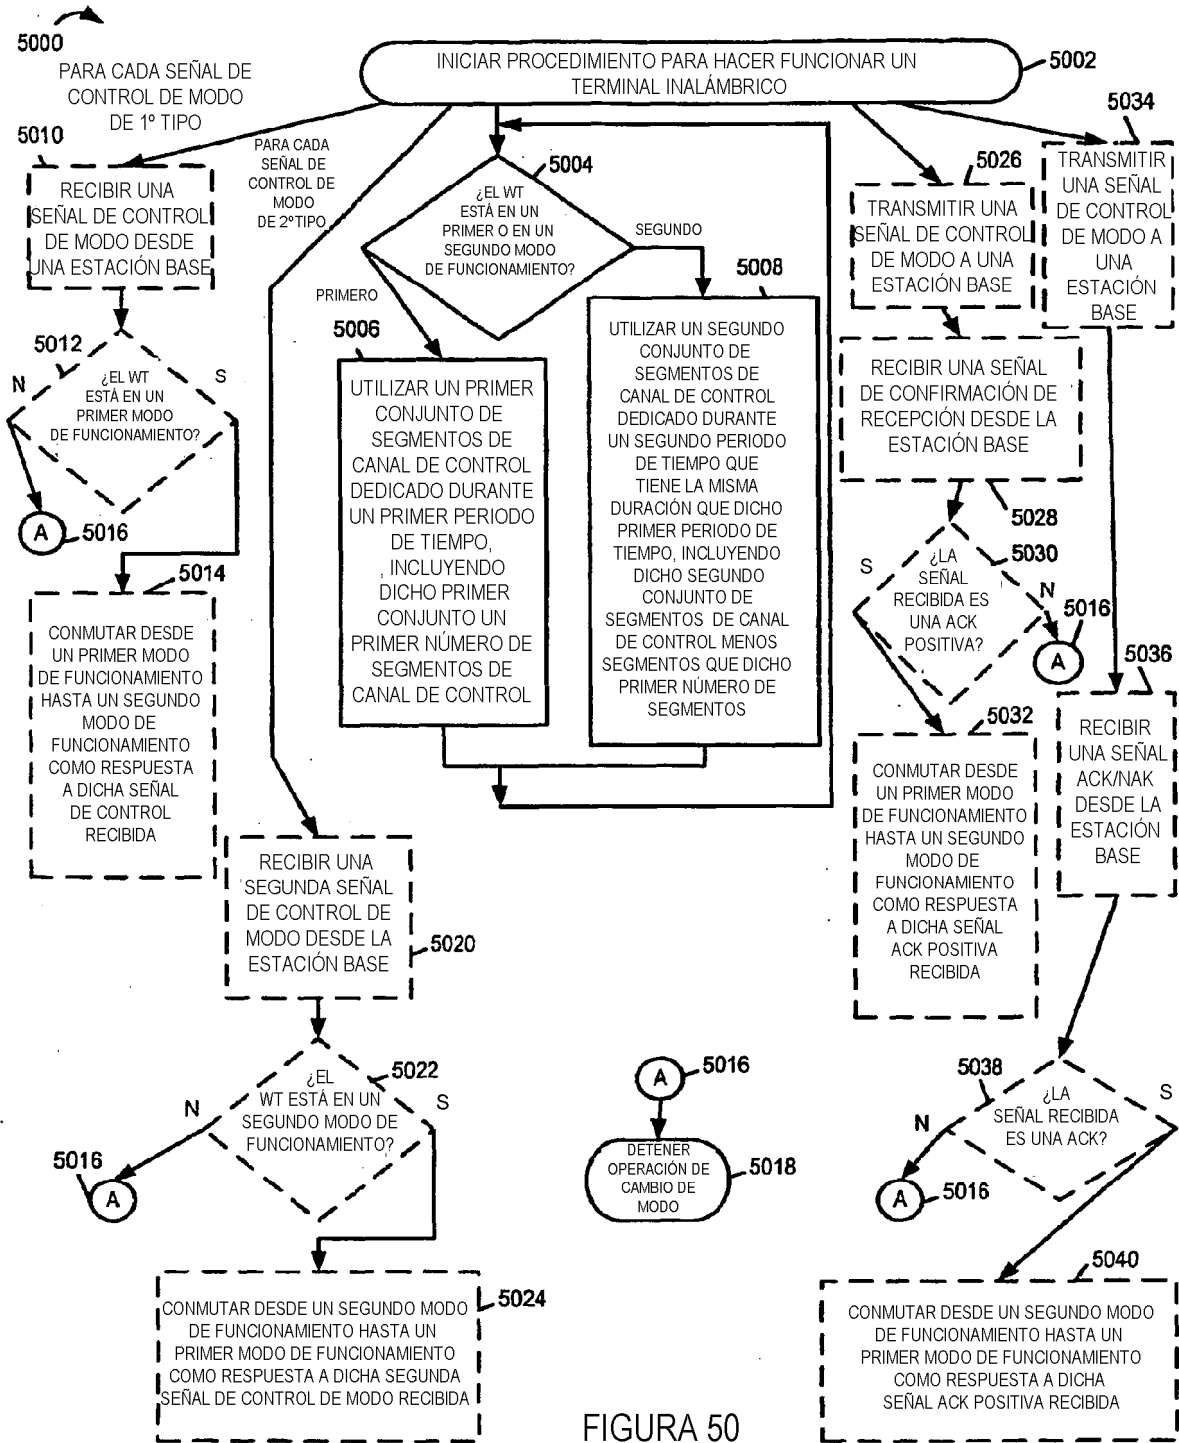 5000
PARA CADA SEÑAL DE
CONTROL DE MODO
DE 1º TIPO
INICIAR PROCEDIMIENTO PARA HACER FUNCIONAR UN
TERMINAL INALÁMBRICO
5002
5010
RECIBIR UNA
SEÑAL DE CONTROL
DE MODO DESDE
UNA ESTACIÓN BASE
5012
¿EL WT
ESTÁ EN UN
PRIMER MODO
DE FUNCIONAMIENTO?
N
S
A
5016
5014
CONMUTAR DESDE
UN PRIMER MODO
DE FUNCIONAMIENTO
HASTA UN SEGUNDO
MODO DE
FUNCIONAMIENTO
COMO RESPUESTA
A DICHA SEÑAL
DE CONTROL
RECIBIDA
PARA CADA
SEÑAL DE
CONTROL DE
MODO
DE 2º TIPO
5004
¿EL WT
ESTÁ EN UN
PRIMER O EN UN
SEGUNDO MODO
DE FUNCIONAMIENTO?
SEGUNDO
PRIMERO
5006
UTILIZAR UN PRIMER
CONJUNTO DE
SEGMENTOS DE
CANAL DE CONTROL
DEDICADO DURANTE
UN PRIMER PERIODO
DE TIEMPO,
, INCLUYENDO
DICHO PRIMER
CONJUNTO UN
PRIMER NÚMERO DE
SEGMENTOS DE
CANAL DE CONTROL
5008
UTILIZAR UN SEGUNDO
CONJUNTO DE
SEGMENTOS DE
CANAL DE CONTROL
DEDICADO DURANTE
UN SEGUNDO PERIODO
DE TIEMPO QUE
TIENE LA MISMA
DURACIÓN QUE DICHO
PRIMER PERIODO DE
TIEMPO, INCLUYENDO
DICHO SEGUNDO
CONJUNTO DE
SEGMENTOS DE CANAL
DE CONTROL MENOS
SEGMENTOS QUE DICHO
PRIMER NÚMERO DE
SEGMENTOS
5026
TRANSMITIR UNA
SEÑAL DE CONTROL
DE MODO A UNA
ESTACIÓN BASE
RECIBIR UNA SEÑAL
DE CONFIRMACIÓN DE
RECEPCIÓN DESDE LA
ESTACIÓN BASE
5028
5030
¿LA
SEÑAL
RECIBIDA ES
UNA ACK
POSITIVA?
S
N
5016
A
5032
CONMUTAR DESDE
UN PRIMER MODO
DE FUNCIONAMIENTO
HASTA UN SEGUNDO
MODO DE
FUNCIONAMIENTO
COMO RESPUESTA
A DICHA SEÑAL
ACK POSITIVA
RECIBIDA
5034
TRANSMITIR
UNA SEÑAL
DE CONTROL
DE MODO A
UNA
ESTACIÓN
BASE
5036
RECIBIR
UNA SEÑAL
ACK/NAK
DESDE LA
ESTACIÓN
BASE
RECIBIR UNA
SEGUNDA SEÑAL
DE CONTROL DE
MODO DESDE LA
ESTACIÓN BASE
5020
5022
¿EL
WT ESTÁ EN UN
SEGUNDO MODO DE
FUNCIONAMIENTO?
N
S
5016
A
5024
CONMUTAR DESDE UN SEGUNDO MODO
DE FUNCIONAMIENTO HASTA UN
PRIMER MODO DE FUNCIONAMIENTO
COMO RESPUESTA A DICHA SEGUNDA
SEÑAL DE CONTROL DE MODO RECIBIDA
A
5016
DETENER
OPERACIÓN DE
CAMBIO DE
MODO
5018
5038
¿LA
SEÑAL RECIBIDA
ES UNA ACK?
N
S
A
5016
5040
CONMUTAR DESDE UN SEGUNDO MODO
DE FUNCIONAMIENTO HASTA UN
PRIMER MODO DE FUNCIONAMIENTO
COMO RESPUESTA A DICHA
SEÑAL ACK POSITIVA RECIBIDA
FIGURA 50